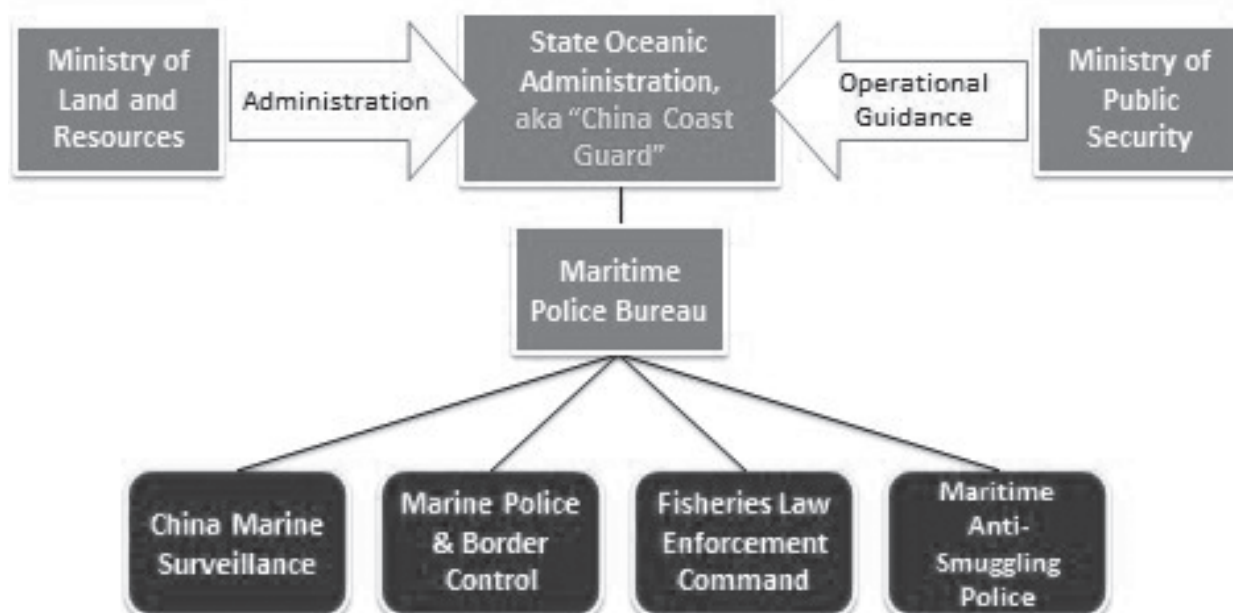 Ministry of
Land and
Resources
Administration
State Oceanic
Administration,
aka “China Coast
Guard”
Operational
Guidance
Ministry of
Public
Security
Maritime
Police Bureau
China Marine
Surveillance
Marine Police
& Border
Control
Fisheries Law
Enforcement
Command
Maritime
Anti-
Smuggling
Police